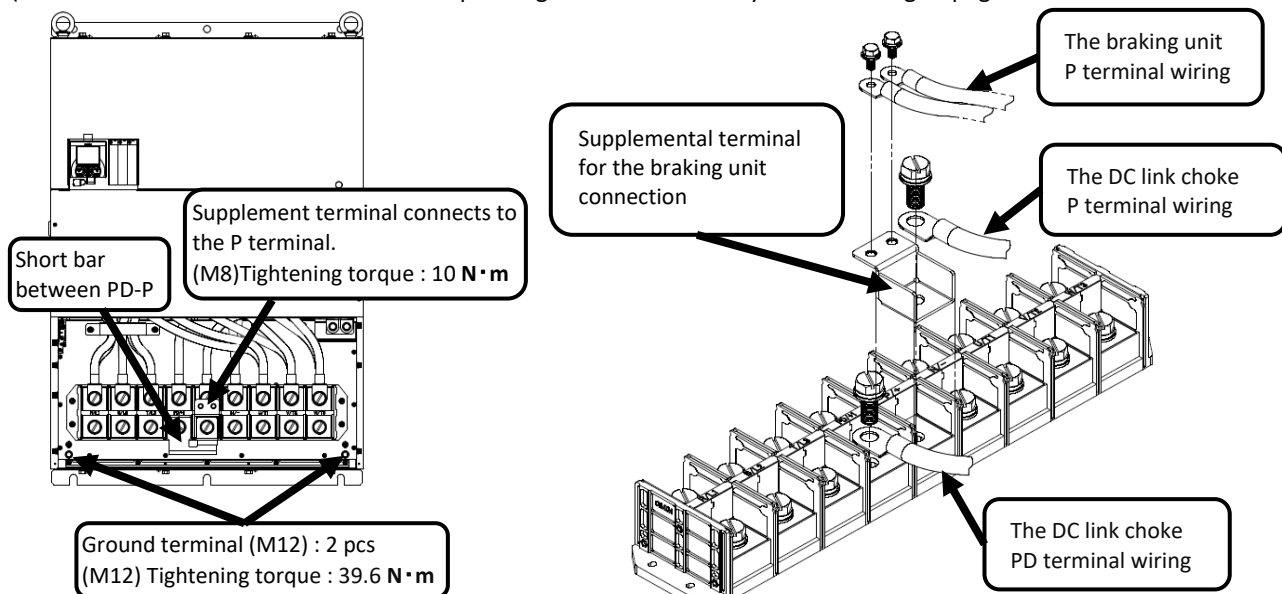 Supplement terminal connects to
the P terminal.
(M8)Tightening torque : 10 N･m
Short bar
between PD-P
Ground terminal (M12) : 2 pcs
(M12) Tightening torque : 39.6 N･m
The braking unit
P terminal wiring
Supplemental terminal
for the braking unit
connection
The DC link choke
P terminal wiring
The DC link choke
PD terminal wiring